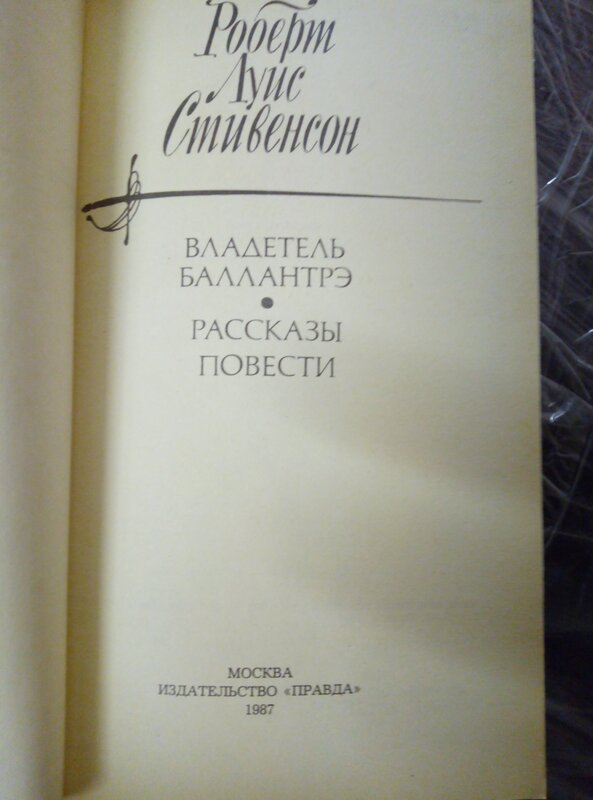 Роберт
Луис
Стивенсон
ВЛАДЕТЕЛЬ
БАЛЛАНТРЭ
•
РАССКАЗЫ
ПОВЕСТИ
МОСКВА
ИЗДАТЕЛЬСТВО «ПРАВДА»
1987